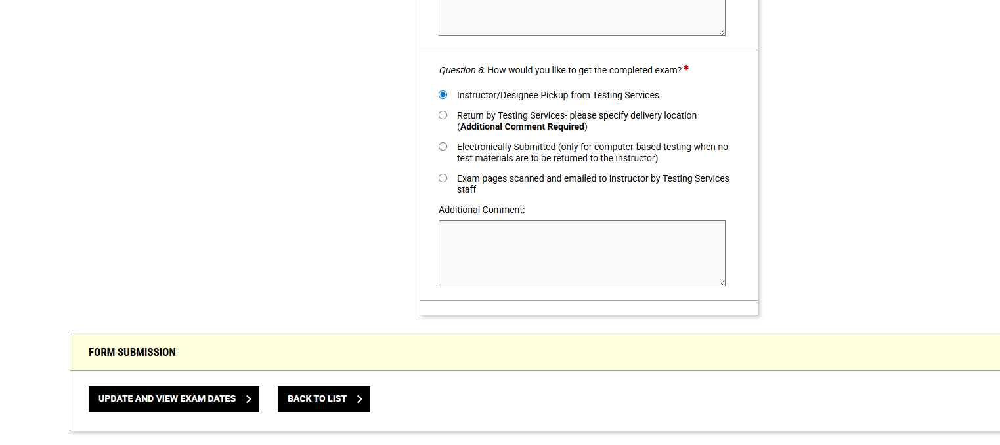 Question 8: How would you like to get the completed exam?*
Instructor/Designee Pickup from Testing Services
Return by Testing Services- please specify delivery location
(Additional Comment Required)
Electronically Submitted (only for computer-based testing when no
test materials are to be returned to the instructor)
Exam pages scanned and emailed to instructor by Testing Services
staff
Additional Comment:
FORM SUBMISSION
UPDATE AND VIEW EXAM DATES
BACK TO LIST